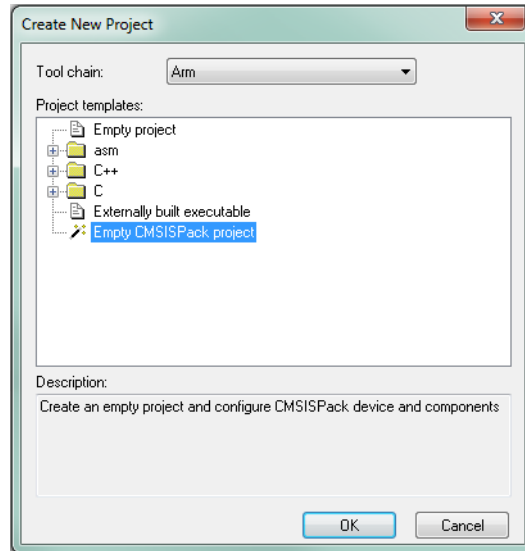 Create New Project
Tool chain: Arm
Project templates:
Empty project
asm
C++
C
Externally built executable
Empty CMSISPack project
Description:
Create an empty project and configure CMSISPack device and components
OK Cancel